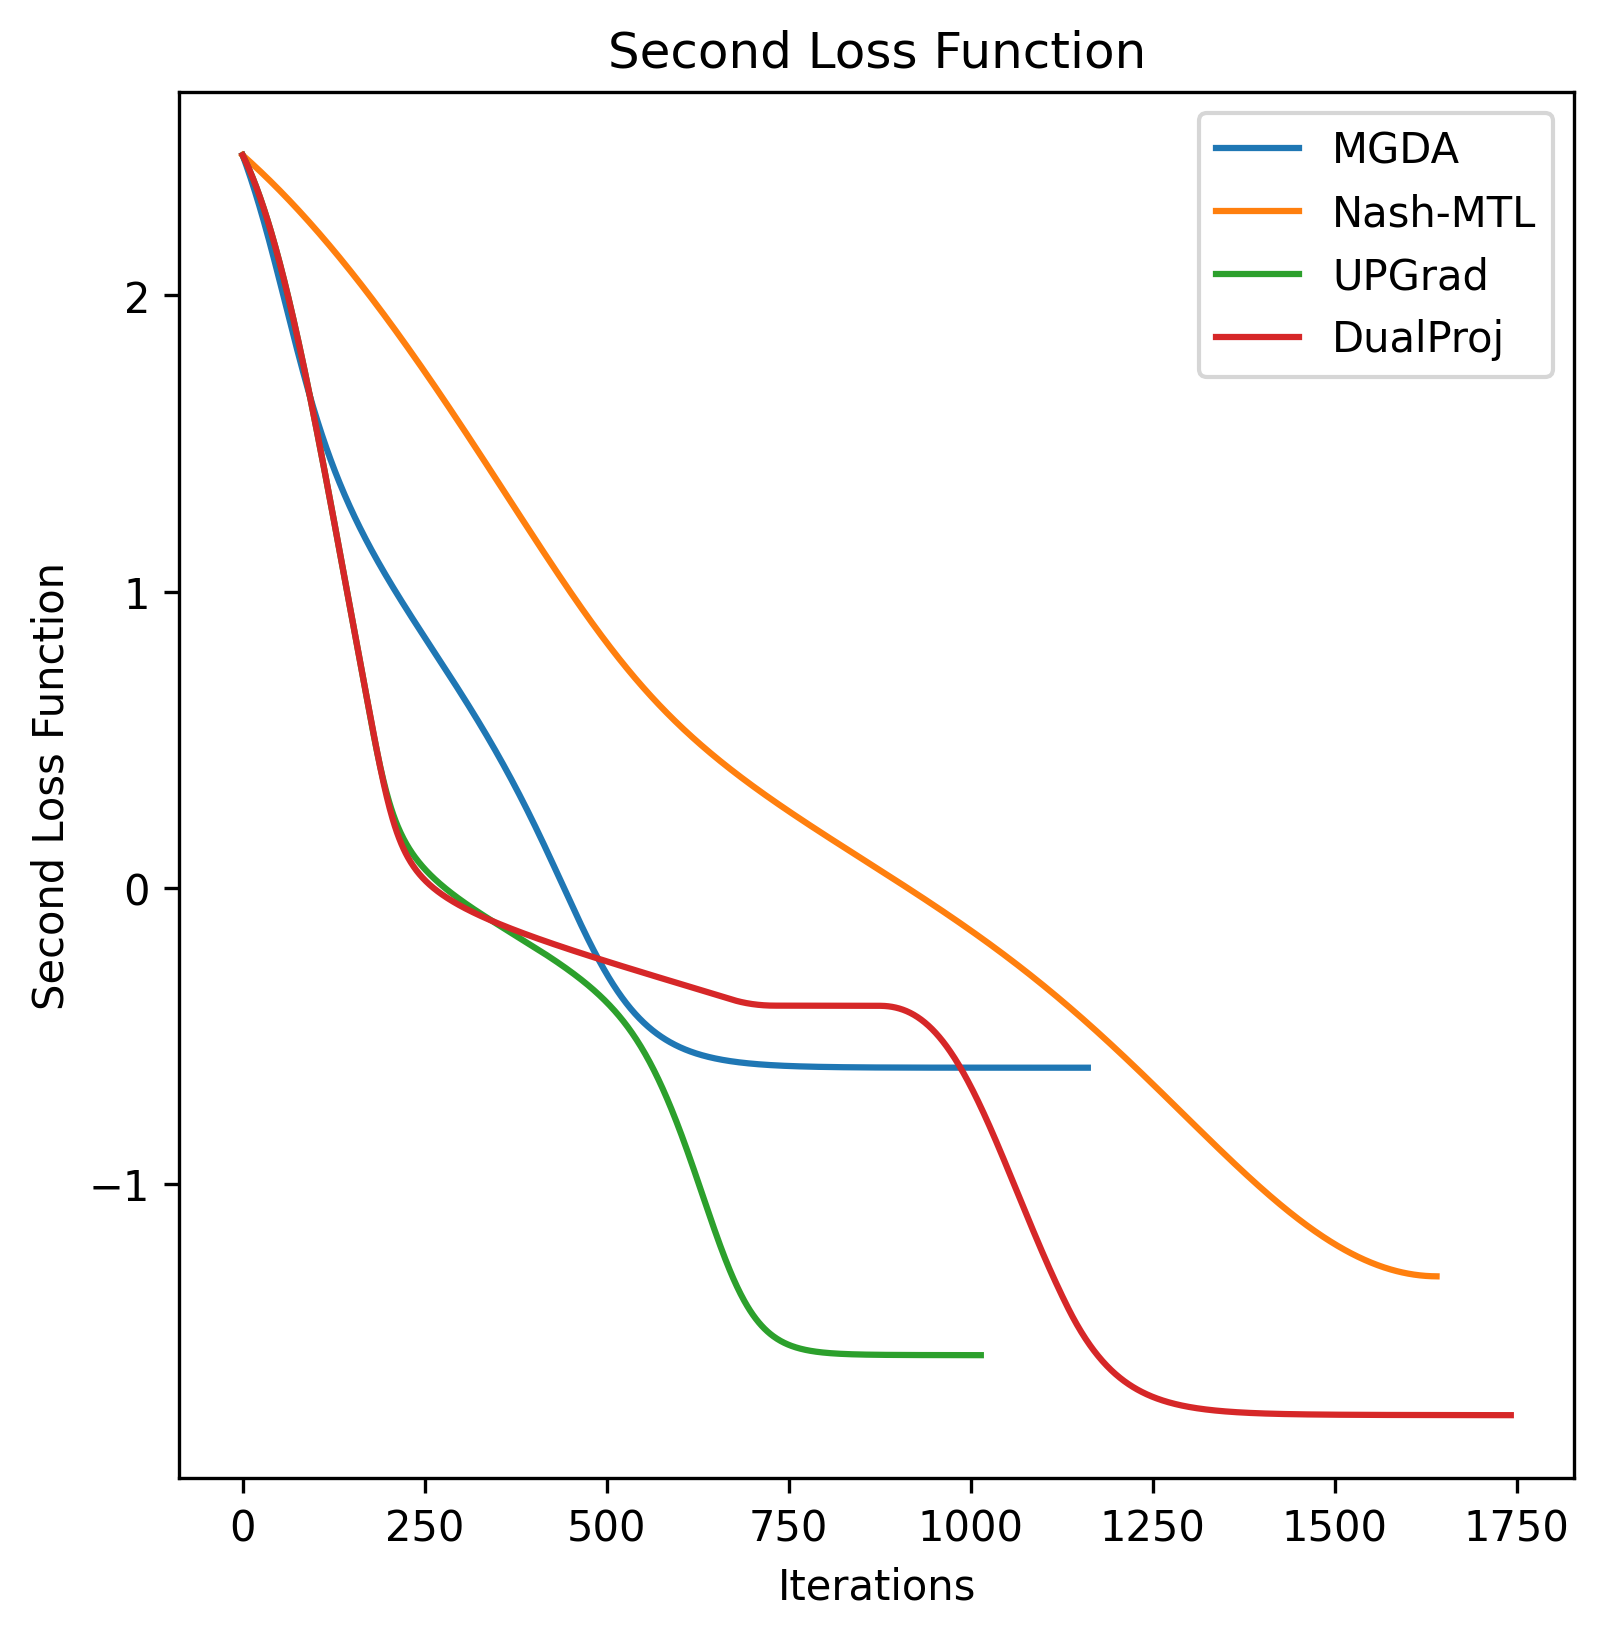 Second Loss Function
MGDA
Nash-MTL
UPGrad
DualProj
Second Loss Function
2
1
0
−1
0 250 500 750 1000 1250 1500 1750
Iterations